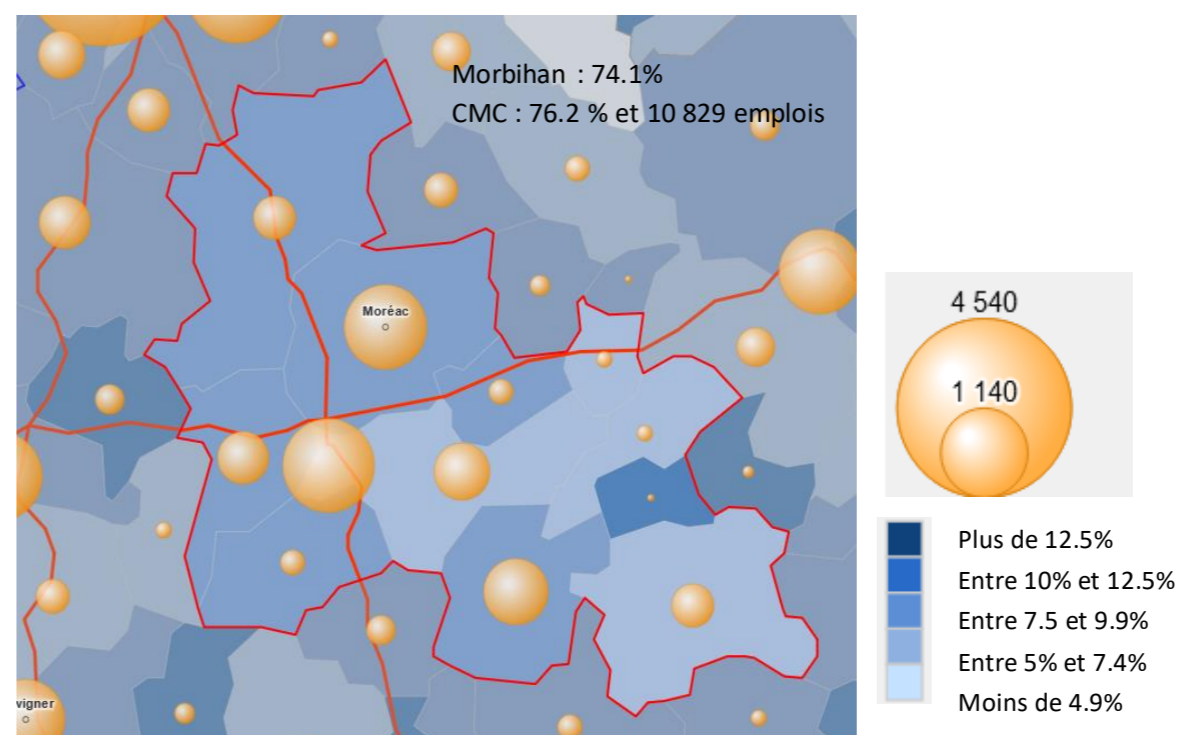 Morbihan : 74.1%
CMC : 76.2 % et 10 829 emplois
Moréac
vigner
4 540
1 140
Plus de 12.5%
Entre 10% et 12.5%
Entre 7.5 et 9.9%
Entre 5% et 7.4%
Moins de 4.9%